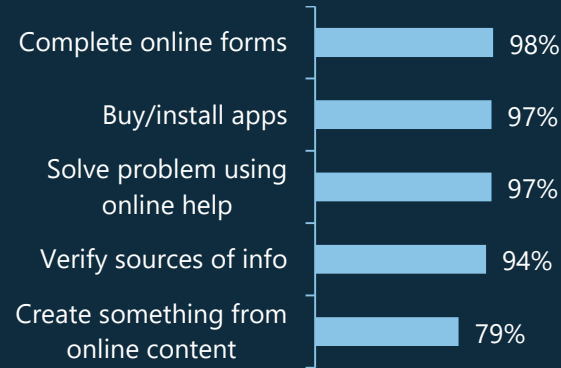 Complete online forms 98%
Buy/install apps 97%
Solve problem using
online help 97%
Verify sources of info 94%
Create something from
online content 79%